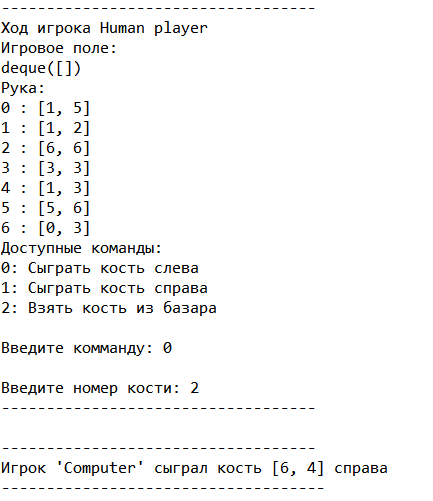 -----------------------------------
Ход игрока Human player
Игровое поле:
deque([])
Рука:
0 : [1, 5]
1 : [1, 2]
2 : [6, 6]
3 : [3, 3]
4 : [1, 3]
5 : [5, 6]
6 : [0, 3]
Доступные команды:
0: Сыграть кость слева
1: Сыграть кость справа
2: Взять кость из базара
Введите комманду: 0
Введите номер кости: 2
-----------------------------------
-----------------------------------
Игрок 'Computer' сыграл кость [6, 4] справа
---------------------------------------